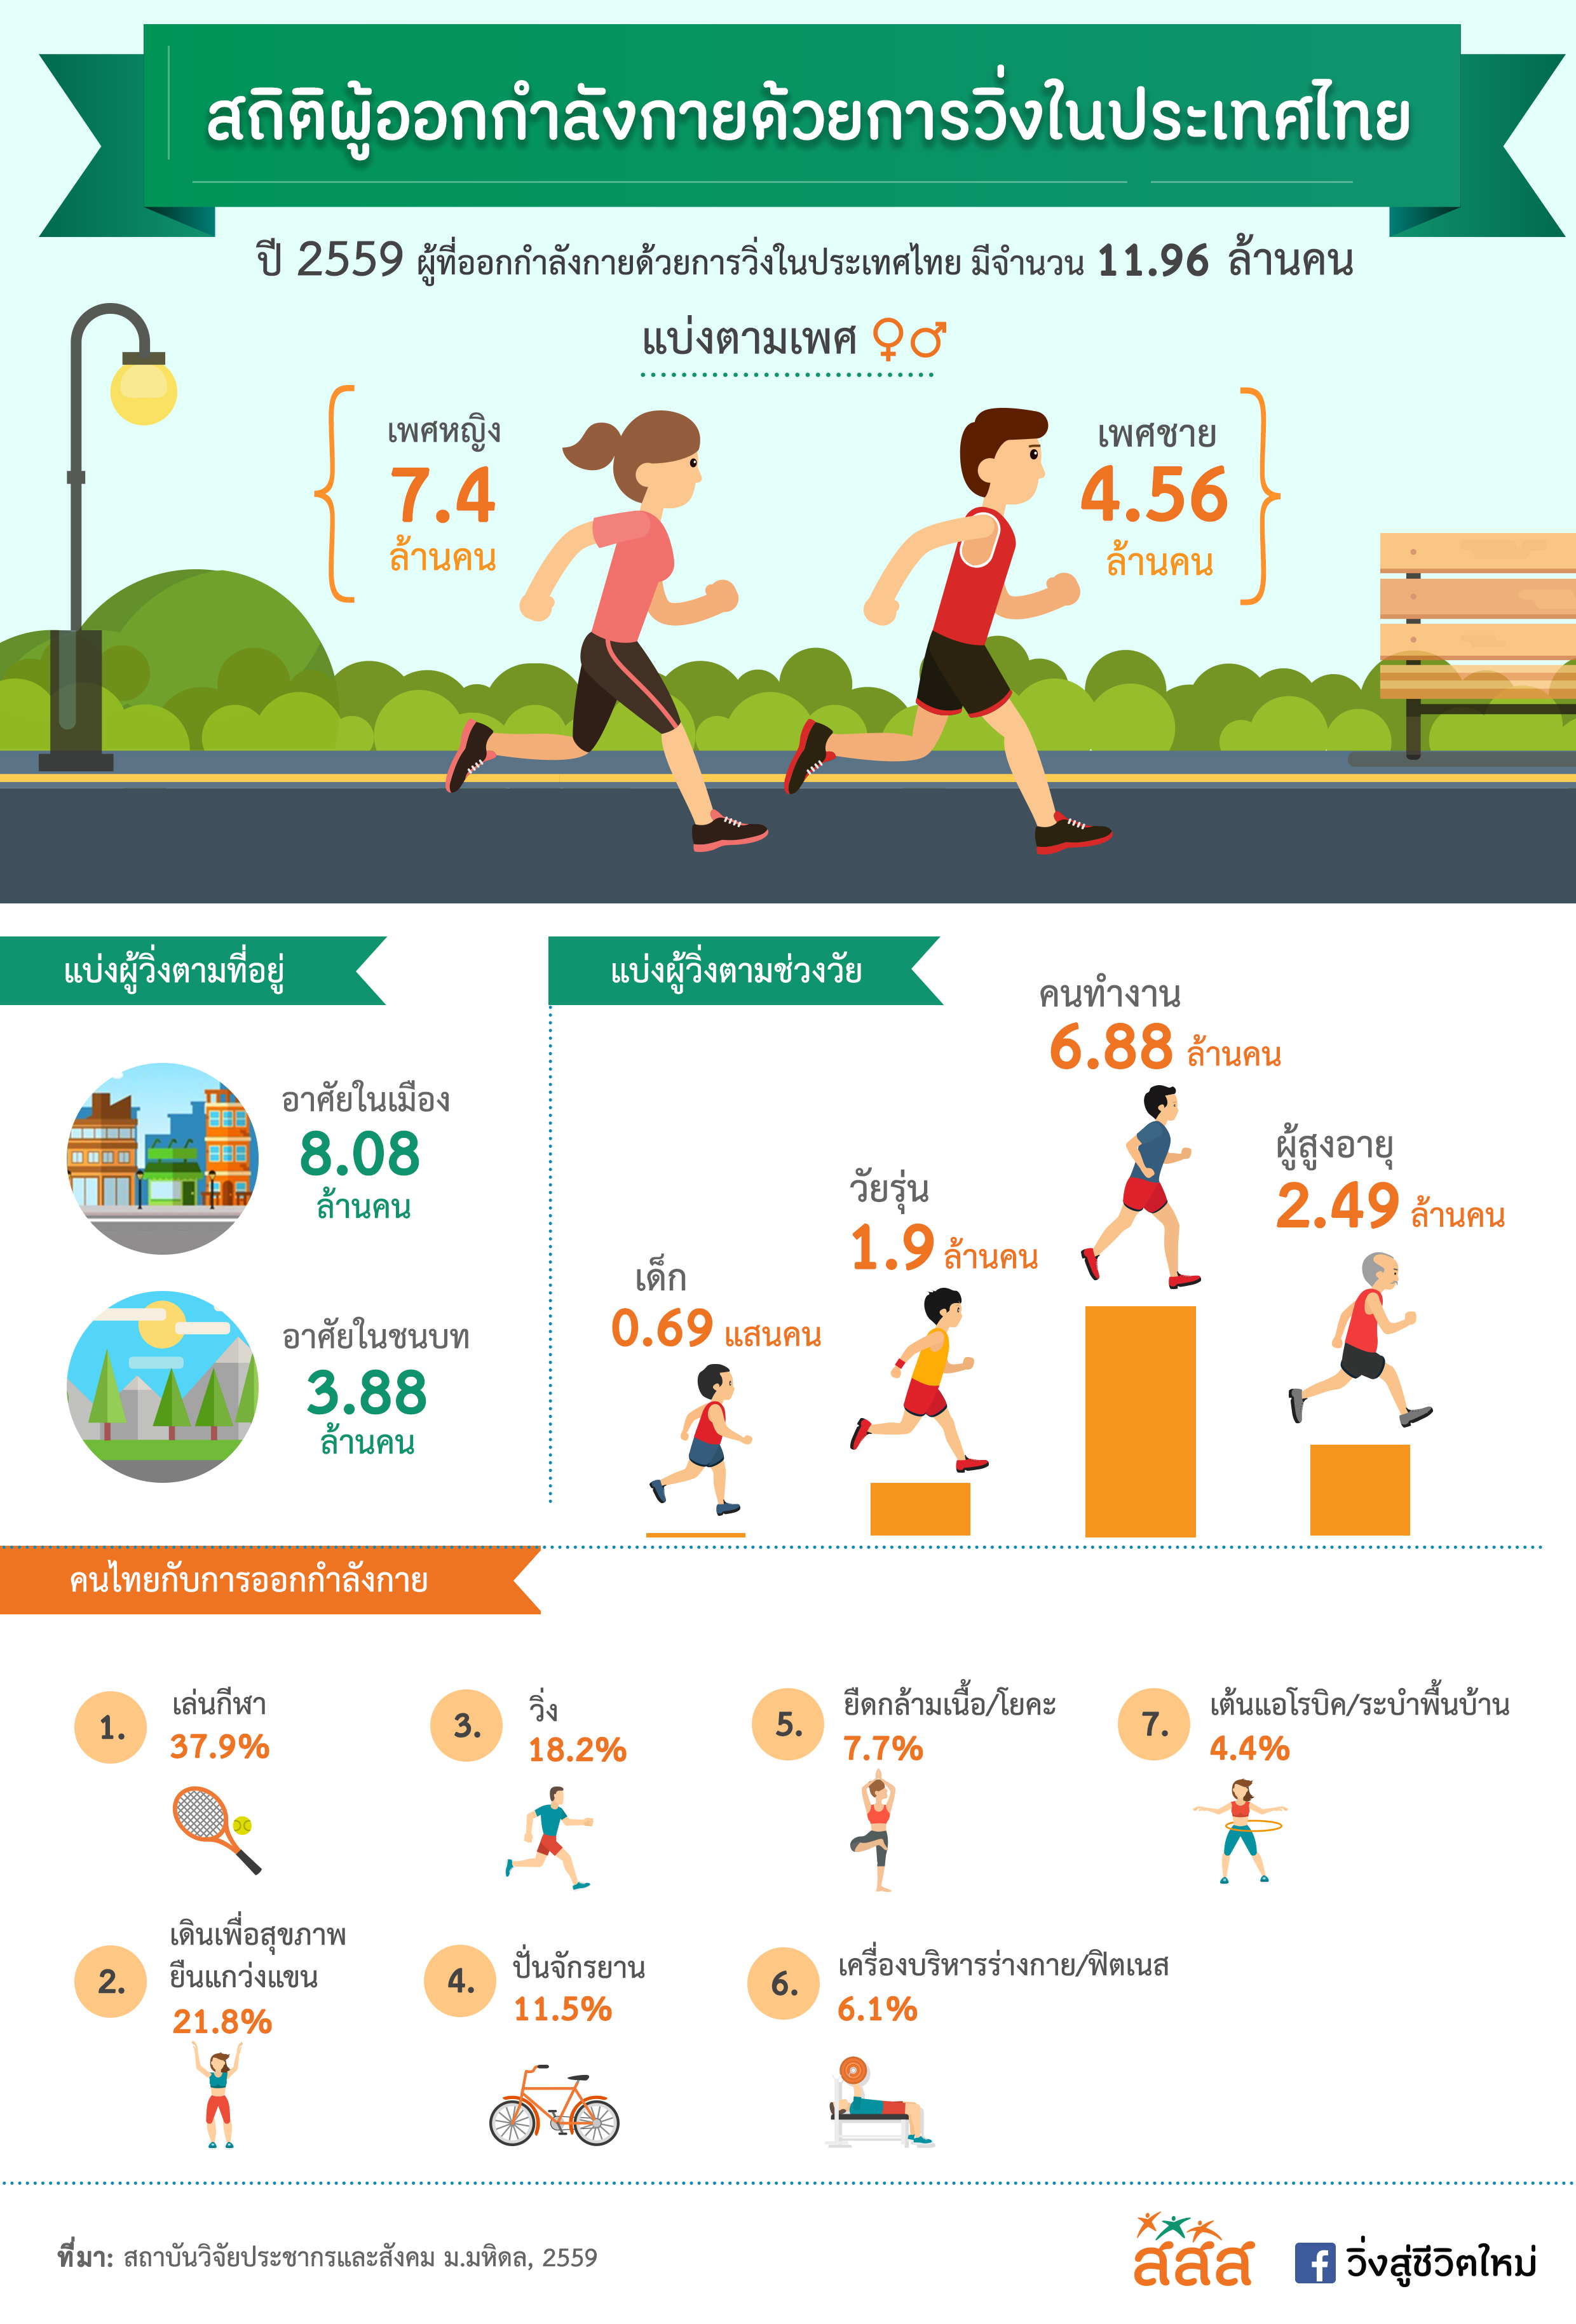 สถิติผู้ออกกำลังกายด้วยการวิ่งในประเทศไทย
ปี 2559 ผู้ที่ออกกำลังกายด้วยการวิ่งในประเทศไทย มีจำนวน 11.96 ล้านคน
แบ่งตามเพศ
เพศหญิง
7.4
ล้านคน
เพศชาย
4.56
ล้านคน
แบ่งผู้วิ่งตามที่อยู่
อาศัยในเมือง
8.08
ล้านคน
อาศัยในชนบท
3.88
ล้านคน
แบ่งผู้วิ่งตามช่วงวัย
เด็ก
0.69 แสนคน
วัยรุ่น
1.9 ล้านคน
คนทำงาน
6.88 ล้านคน
ผู้สูงอายุ
2.49 ล้านคน
คนไทยกับการออกกำลังกาย
1.
เล่นกีฬา
37.9%
2.
เดินเพื่อสุขภาพ
ยืนแกว่งแขน
21.8%
3.
วิ่ง
18.2%
4.
ปั่นจักรยาน
11.5%
5.
ยืดกล้ามเนื้อ/โยคะ
7.7%
6.
เครื่องบริหารร่างกาย/ฟิตเนส
6.1%
7.
เต้นแอโรบิค/ระบำพื้นบ้าน
4.4%
ที่มา: สถาบันวิจัยประชากรและสังคม ม.มหิดล, 2559
สสส
f วิ่งสู่ชีวิตใหม่